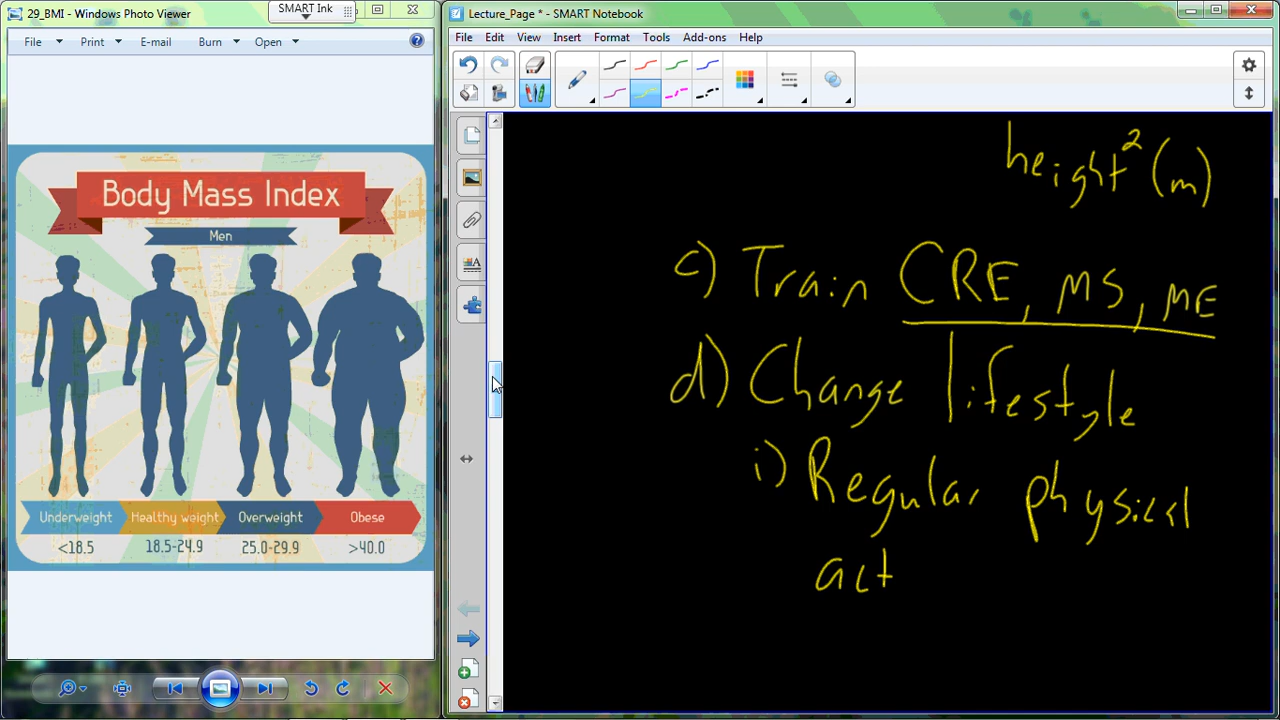 29_BMI - Windows Photo Viewer
SMART Ink
File Print E-mail Burn Open
Body Mass Index
Men
Underweight Healthy weight Overweight Obese
<18.5 18.5-24.9 25.0-29.9 >40.0
Lecture_Page * - SMART Notebook
File Edit View Insert Format Tools Add-ons Help
height² (m)
c) Train CRE, MS, ME
d) Change lifestyle
i) Regular physical
act